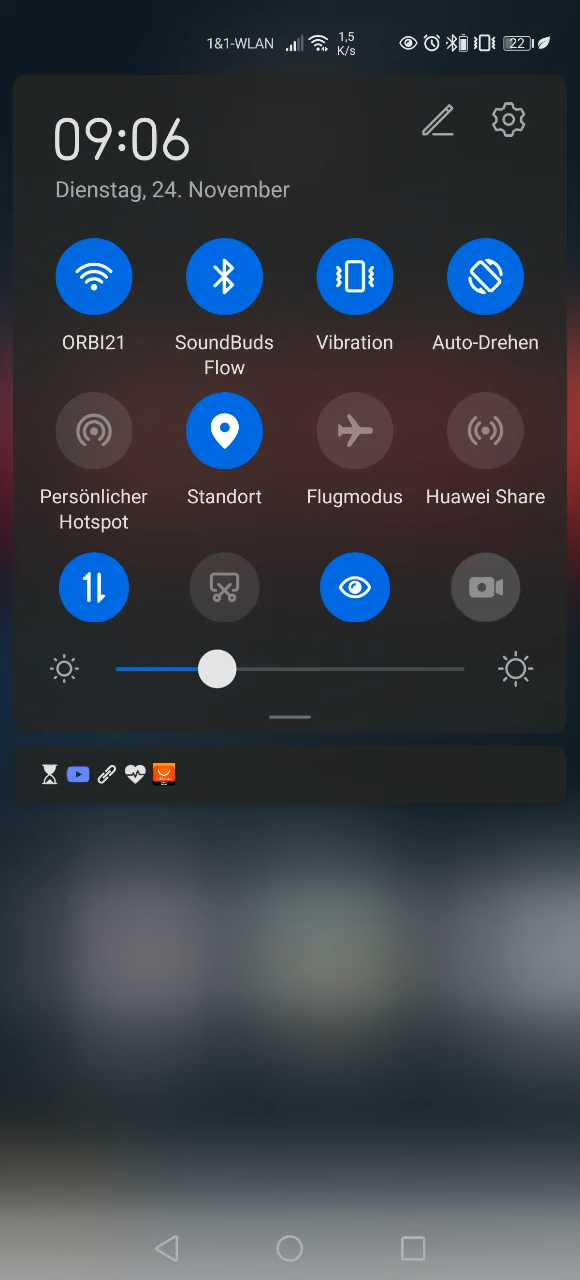 1&1-WLAN 1,5 22
K/s
09:06
Dienstag, 24. November
ORBI21 SoundBuds Flow Vibration Auto-Drehen
Persönlicher Hotspot Standort Flugmodus Huawei Share